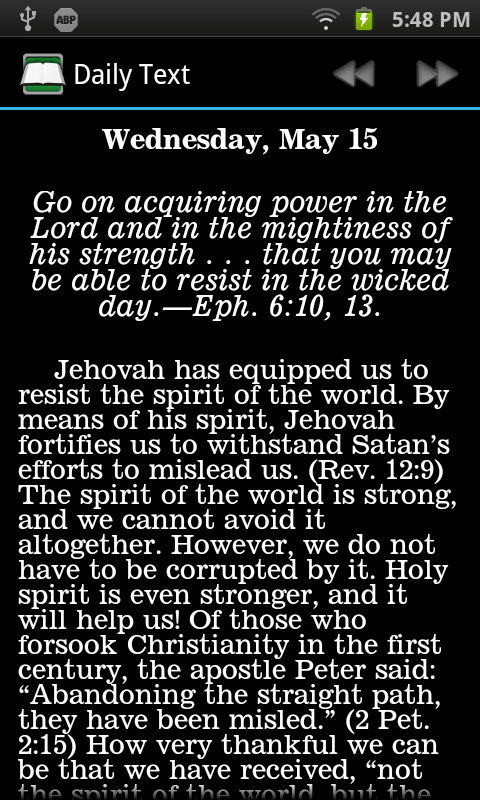 ABP
5:48 PM
Daily Text
Wednesday, May 15
Go on acquiring power in the
Lord and in the mightiness of
his strength . . . that you may
be able to resist in the wicked
day.—Eph. 6:10, 13.
Jehovah has equipped us to
resist the spirit of the world. By
means of his spirit, Jehovah
fortifies us to withstand Satan’s
efforts to mislead us. (Rev. 12:9)
The spirit of the world is strong,
and we cannot avoid it
altogether. However, we do not
have to be corrupted by it. Holy
spirit is even stronger, and it
will help us! Of those who
forsook Christianity in the first
century, the apostle Peter said:
“Abandoning the straight path,
they have been misled.” (2 Pet.
2:15) How very thankful we can
be that we have received, “not
the spirit of the world, but the